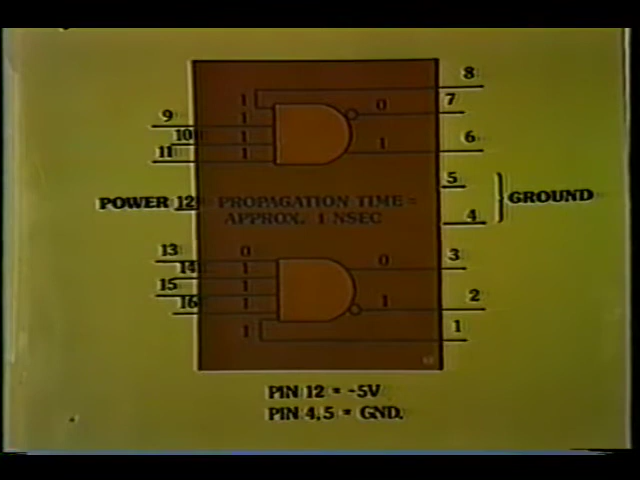 8
1 0 7
9 1
10 1 1 6
11 1
5
POWER 12 PROPAGATION TIME = GROUND
APPROX. 1 NSEC 4
13 0 3
14 1 0
15 1
16 1 1 2
1 1
PIN 12 = -5V
PIN 4,5 = GND.